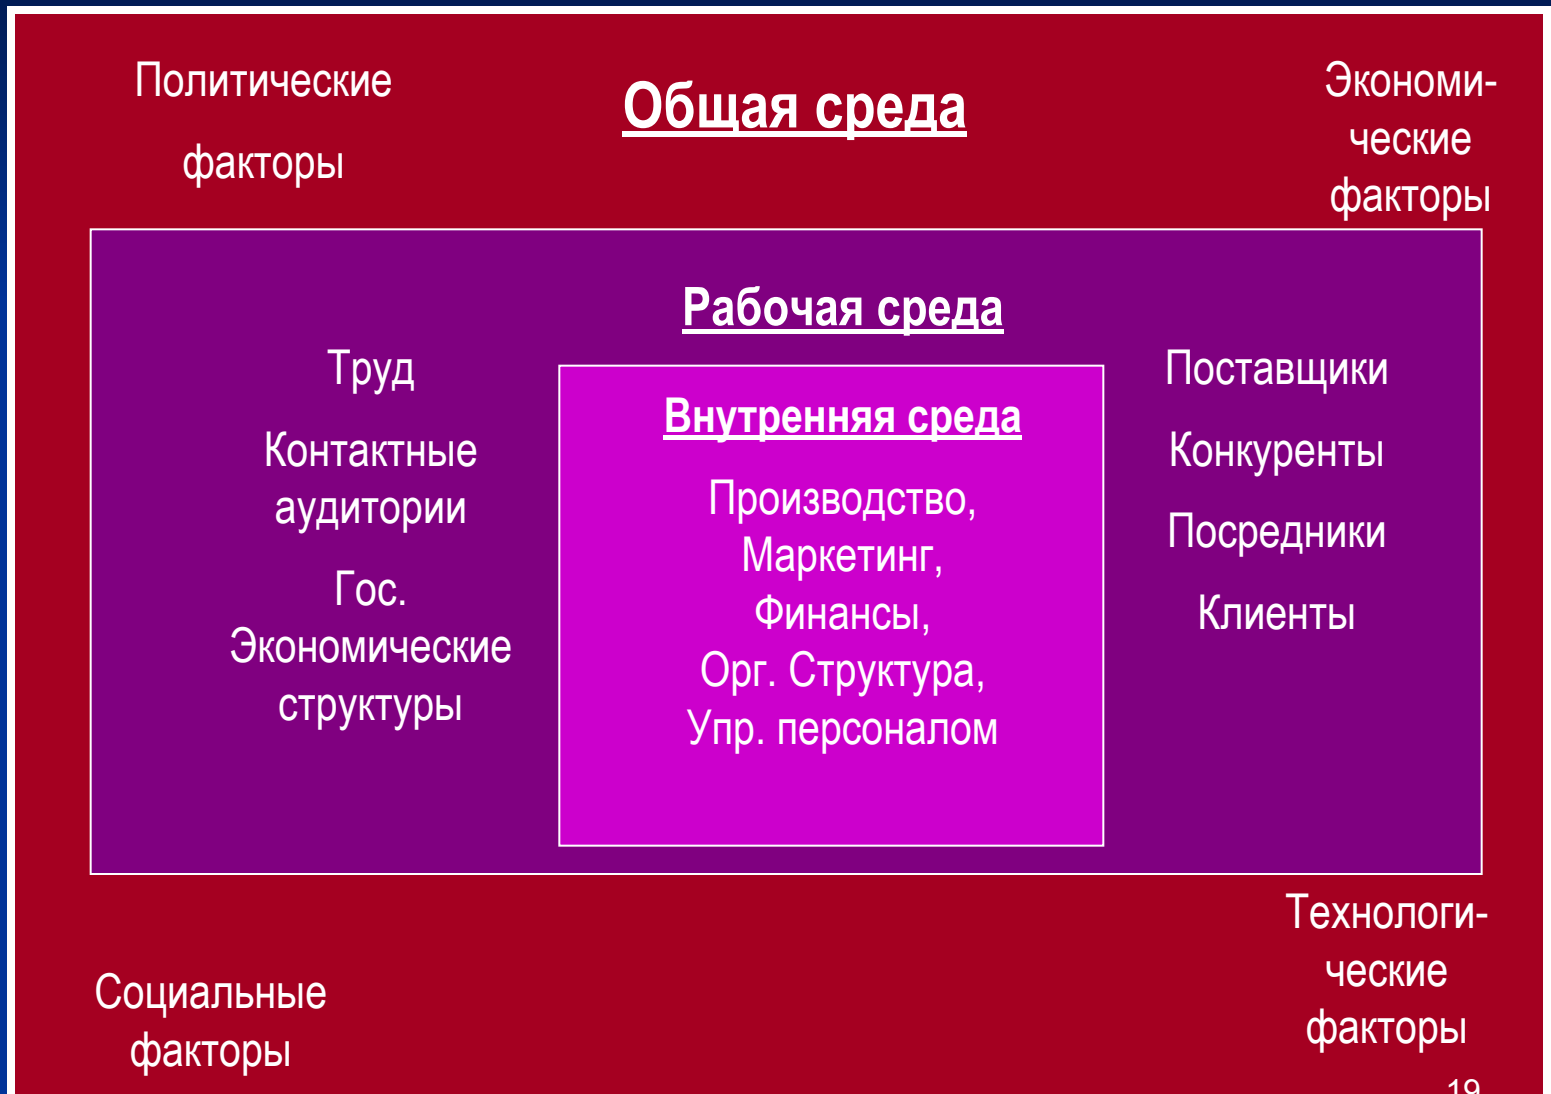 Политические
факторы
Общая среда
Экономи-
ческие
факторы
Рабочая среда
Труд
Контактные
аудитории
Гос.
Экономические
структуры
Внутренняя среда
Производство,
Маркетинг,
Финансы,
Орг. Структура,
Упр. персоналом
Поставщики
Конкуренты
Посредники
Клиенты
Социальные
факторы
Технологи-
ческие
факторы
19